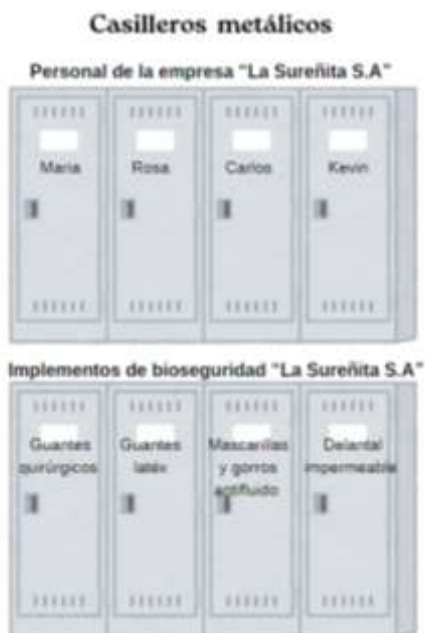 Casilleros metálicos
Personal de la empresa "La Sureñita S.A"
Maria
Rosa
Carlos
Kevin
Implementos de bioseguridad "La Sureñita S.A"
Guantes
quirúrgicos
Guantes
latéx
Mascarillas
y gorros
antifluido
Delantal
impermeable